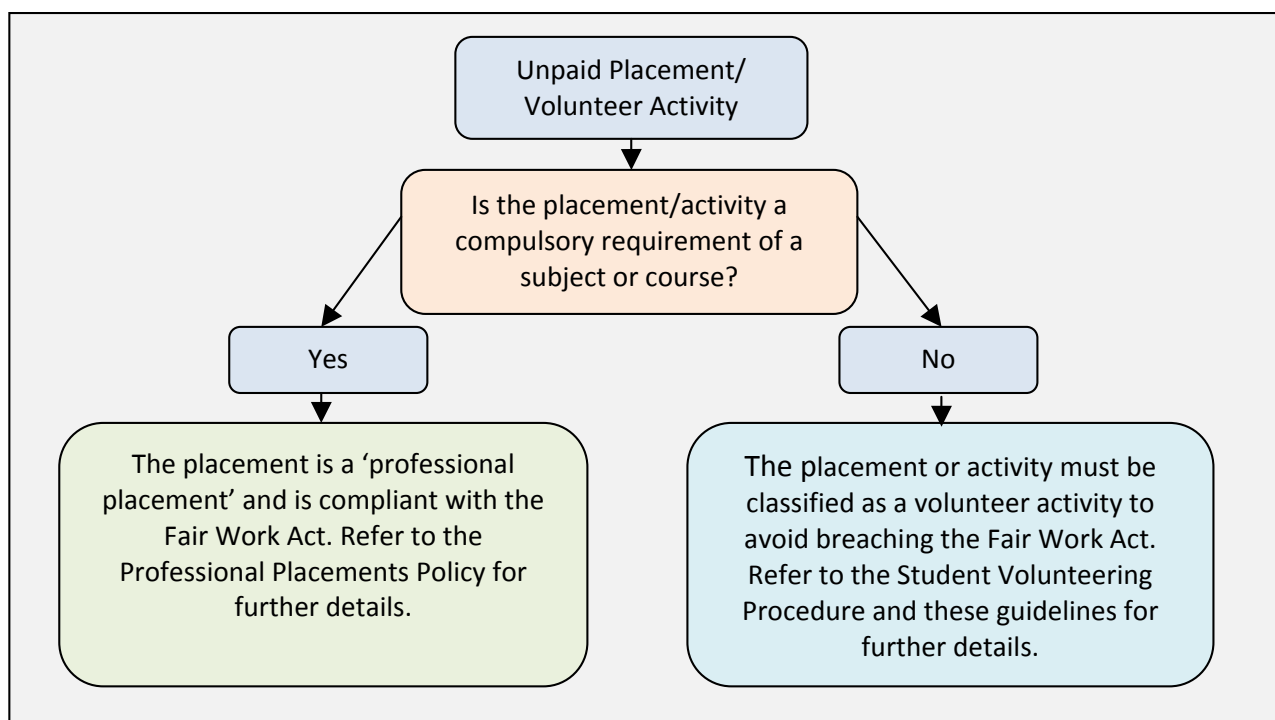 Unpaid Placement/
Volunteer Activity
Is the placement/activity a
compulsory requirement of a
subject or course?
Yes
No
The placement is a ‘professional
placement’ and is compliant with the
Fair Work Act. Refer to the
Professional Placements Policy for
further details.
The placement or activity must be
classified as a volunteer activity to
avoid breaching the Fair Work Act.
Refer to the Student Volunteering
Procedure and these guidelines for
further details.